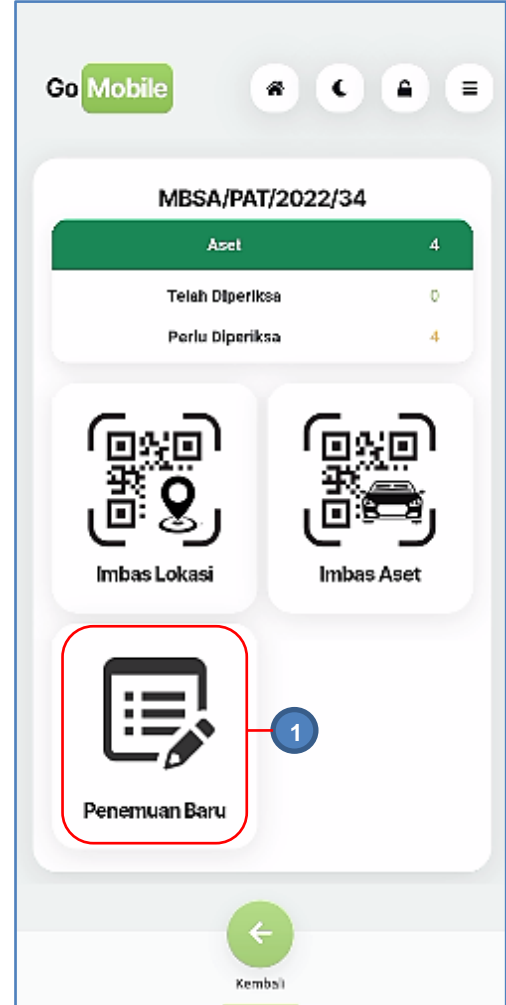 Go Mobile
MBSA/PAT/2022/34
Aset 4
Telah Diperiksa 0
Perlu Diperiksa 4
Imbas Lokasi Imbas Aset
1
Penemuan Baru
Kembali